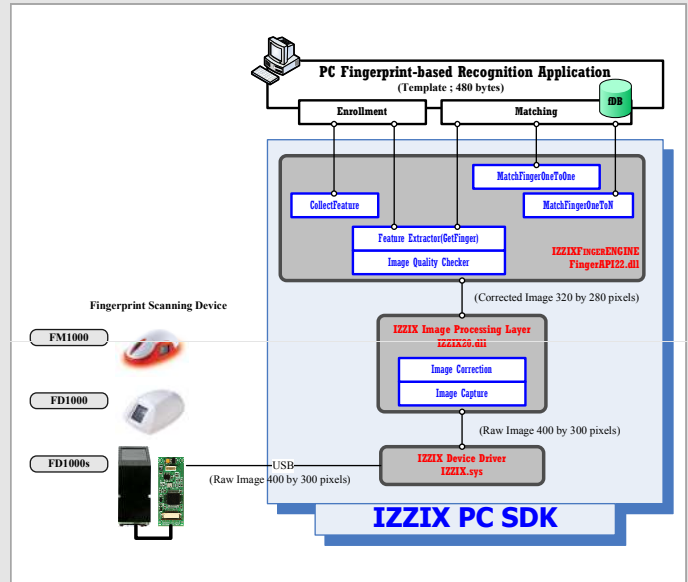 PC Fingerprint-based Recognition Application
(Template ; 480 bytes)
fDB
Enrollment
Matching
MatchFingerOneToOne
CollectFeature
MatchFingerOneToN
Feature Extractor(GetFinger)
Image Quality Checker
IZZIXFINGERENGINE
FingerAPI22.dll
(Corrected Image 320 by 280 pixels)
Fingerprint Scanning Device
IZZIX Image Processing Layer
IZZIX20.dll
FM1000
Image Correction
Image Capture
FD1000
(Raw Image 400 by 300 pixels)
IZZIX Device Driver
IZZIX.sys
FD1000s
USB
(Raw Image 400 by 300 pixels)
IZZIX PC SDK